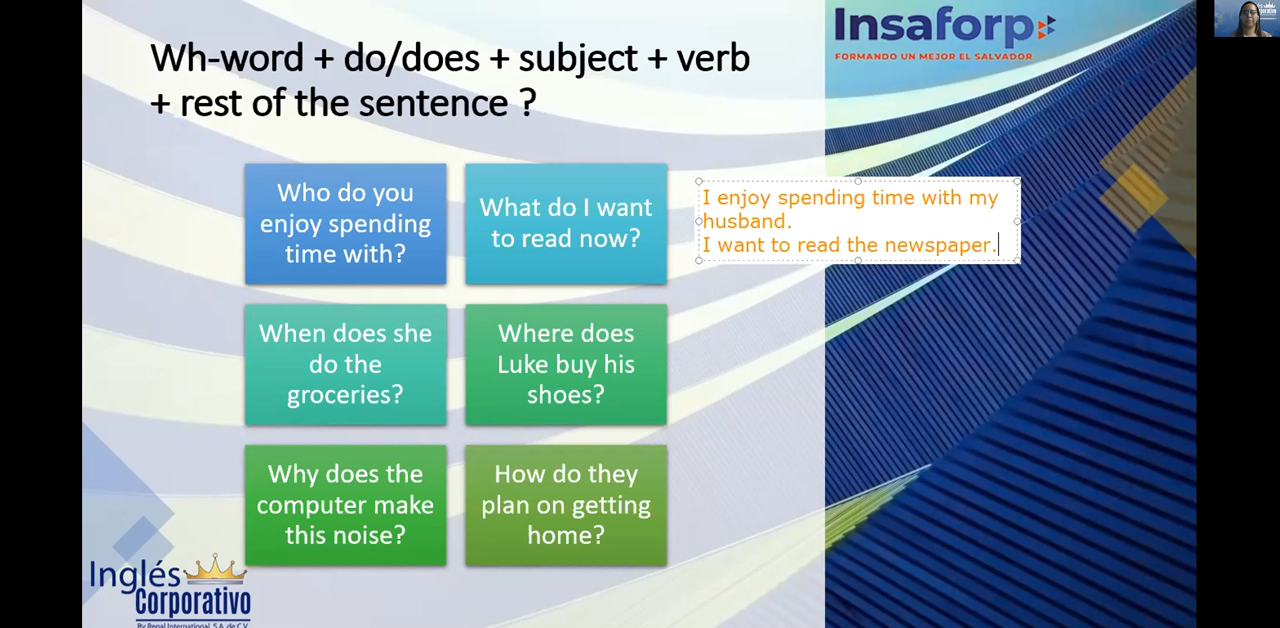 Wh-word + do/does + subject + verb
+ rest of the sentence ?
Insaforp
FORMANDO UN MEJOR EL SALVADOR
Who do you
enjoy spending
time with?
What do I want
to read now?
I enjoy spending time with my
husband.
I want to read the newspaper.
When does she
do the
groceries?
Where does
Luke buy his
shoes?
Why does the
computer make
this noise?
How do they
plan on getting
home?
Inglés
Corporativo